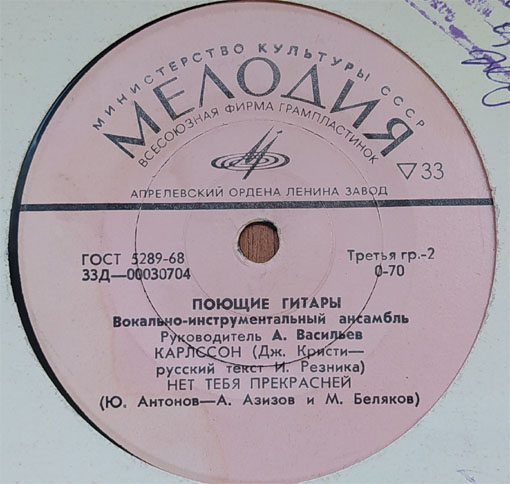 МИНИСТЕРСТВО КУЛЬТУРЫ СССР
МЕЛОДИЯ
ВСЕСОЮЗНАЯ ФИРМА ГРАМПЛАСТИНОК
▽33
АПРЕЛЕВСКИЙ ОРДЕНА ЛЕНИНА ЗАВОД
ГОСТ 5289-68 Третья гр.-2
33Д—00030704 0-70
ПОЮЩИЕ ГИТАРЫ
Вокально-инструментальный ансамбль
Руководитель А. Васильев
КАРЛССОН (Дж. Кристи—
русский текст И. Резника)
НЕТ ТЕБЯ ПРЕКРАСНЕЙ
(Ю. Антонов—А. Азизов и М. Беляков)